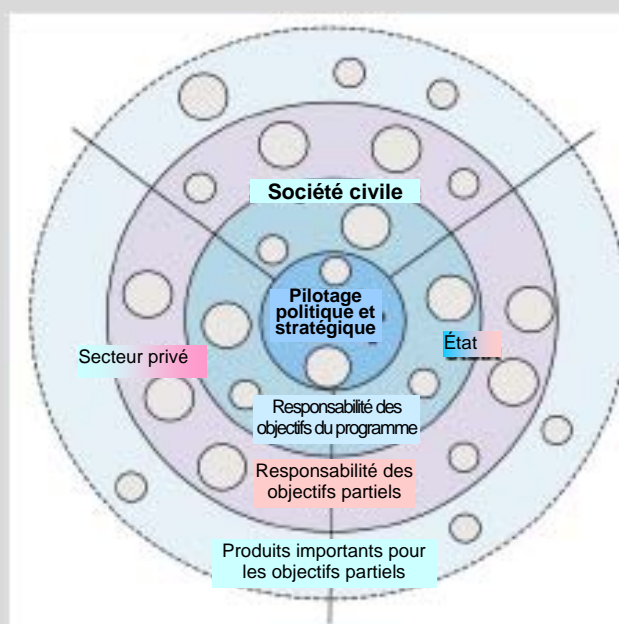 Société civile
Pilotage
politique et
stratégique
État
Secteur privé
Responsabilité des
objectifs du programme
Responsabilité des
objectifs partiels
Produits importants pour
les objectifs partiels